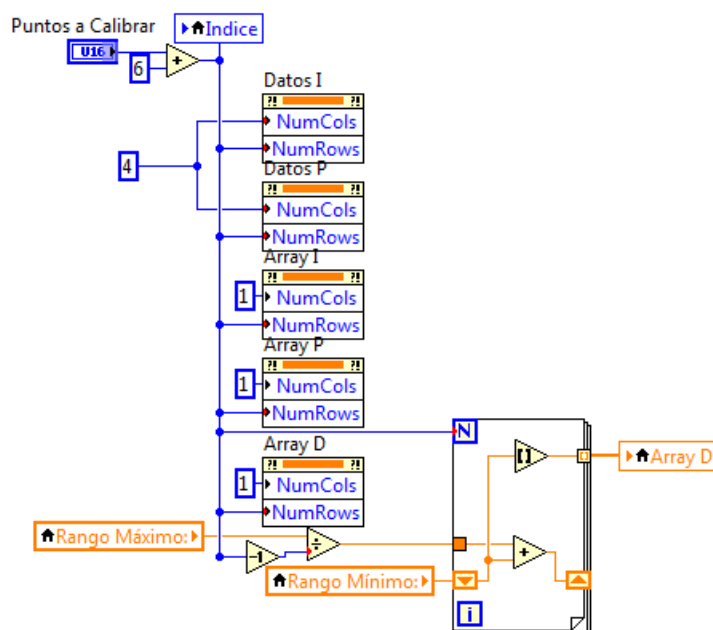 Puntos a Calibrar
Indice
U16
6
+
Datos I
?! ?!
NumCols
NumRows
4
Datos P
?! ?!
NumCols
NumRows
Array I
?! ?!
1
NumCols
NumRows
Array P
?! ?!
1
NumCols
NumRows
N
Array D
?! ?!
[]
Array D
1
NumCols
NumRows
Rango Máximo:
÷
-1
+
Rango Mínimo:
i